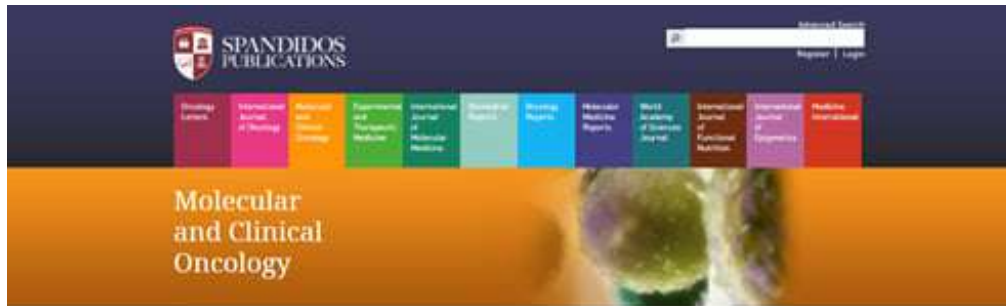 SPANDIDOS
PUBLICATIONS
Advanced Search
Register | Login
Oncology
Letters
International
Journal
of Oncology
Molecular
and
Clinical
Oncology
Experimental
and
Therapeutic
Medicine
International
Journal
of
Molecular
Medicine
Biomedical
Reports
Oncology
Reports
Molecular
Medicine
Reports
World
Academy
of Sciences
Journal
International
Journal
of
Functional
Nutrition
International
Journal
of
Epigenetics
Medicine
International
Molecular
and Clinical
Oncology